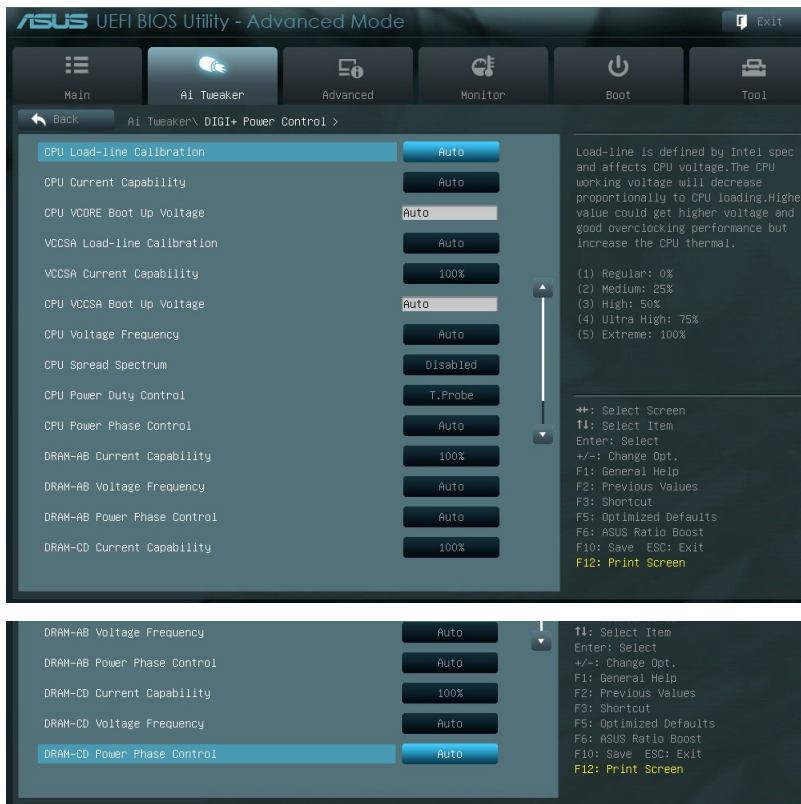 ASUS UEFI BIOS Utility - Advanced Mode
Exit
Main
Ai Tweaker
Advanced
Monitor
Boot
Tool
Back
Ai Tweaker\ DIGI+ Power Control >
CPU Load-line Calibration Auto
CPU Current Capability Auto
CPU VCORE Boot Up Voltage Auto
VCCSA Load-line Calibration Auto
VCCSA Current Capability 100%
CPU VCCSA Boot Up Voltage Auto
CPU Voltage Frequency Auto
CPU Spread Spectrum Disabled
CPU Power Duty Control T.Probe
CPU Power Phase Control Auto
DRAM-AB Current Capability 100%
DRAM-AB Voltage Frequency Auto
DRAM-AB Power Phase Control Auto
DRAM-CD Current Capability 100%
Load-line is defined by Intel spec
and affects CPU voltage.The CPU
working voltage will decrease
proportionally to CPU loading.Highe
value could get higher voltage and
good overclocking performance but
increase the CPU thermal.
(1) Regular: 0%
(2) Medium: 25%
(3) High: 50%
(4) Ultra High: 75%
(5) Extreme: 100%
→←: Select Screen
↑↓: Select Item
Enter: Select
+/-: Change Opt.
F1: General Help
F2: Previous Values
F3: Shortcut
F5: Optimized Defaults
F6: ASUS Ratio Boost
F10: Save ESC: Exit
F12: Print Screen
DRAM-AB Voltage Frequency Auto
DRAM-AB Power Phase Control Auto
DRAM-CD Current Capability 100%
DRAM-CD Voltage Frequency Auto
DRAM-CD Power Phase Control Auto
↑↓: Select Item
Enter: Select
+/-: Change Opt.
F1: General Help
F2: Previous Values
F3: Shortcut
F5: Optimized Defaults
F6: ASUS Ratio Boost
F10: Save ESC: Exit
F12: Print Screen